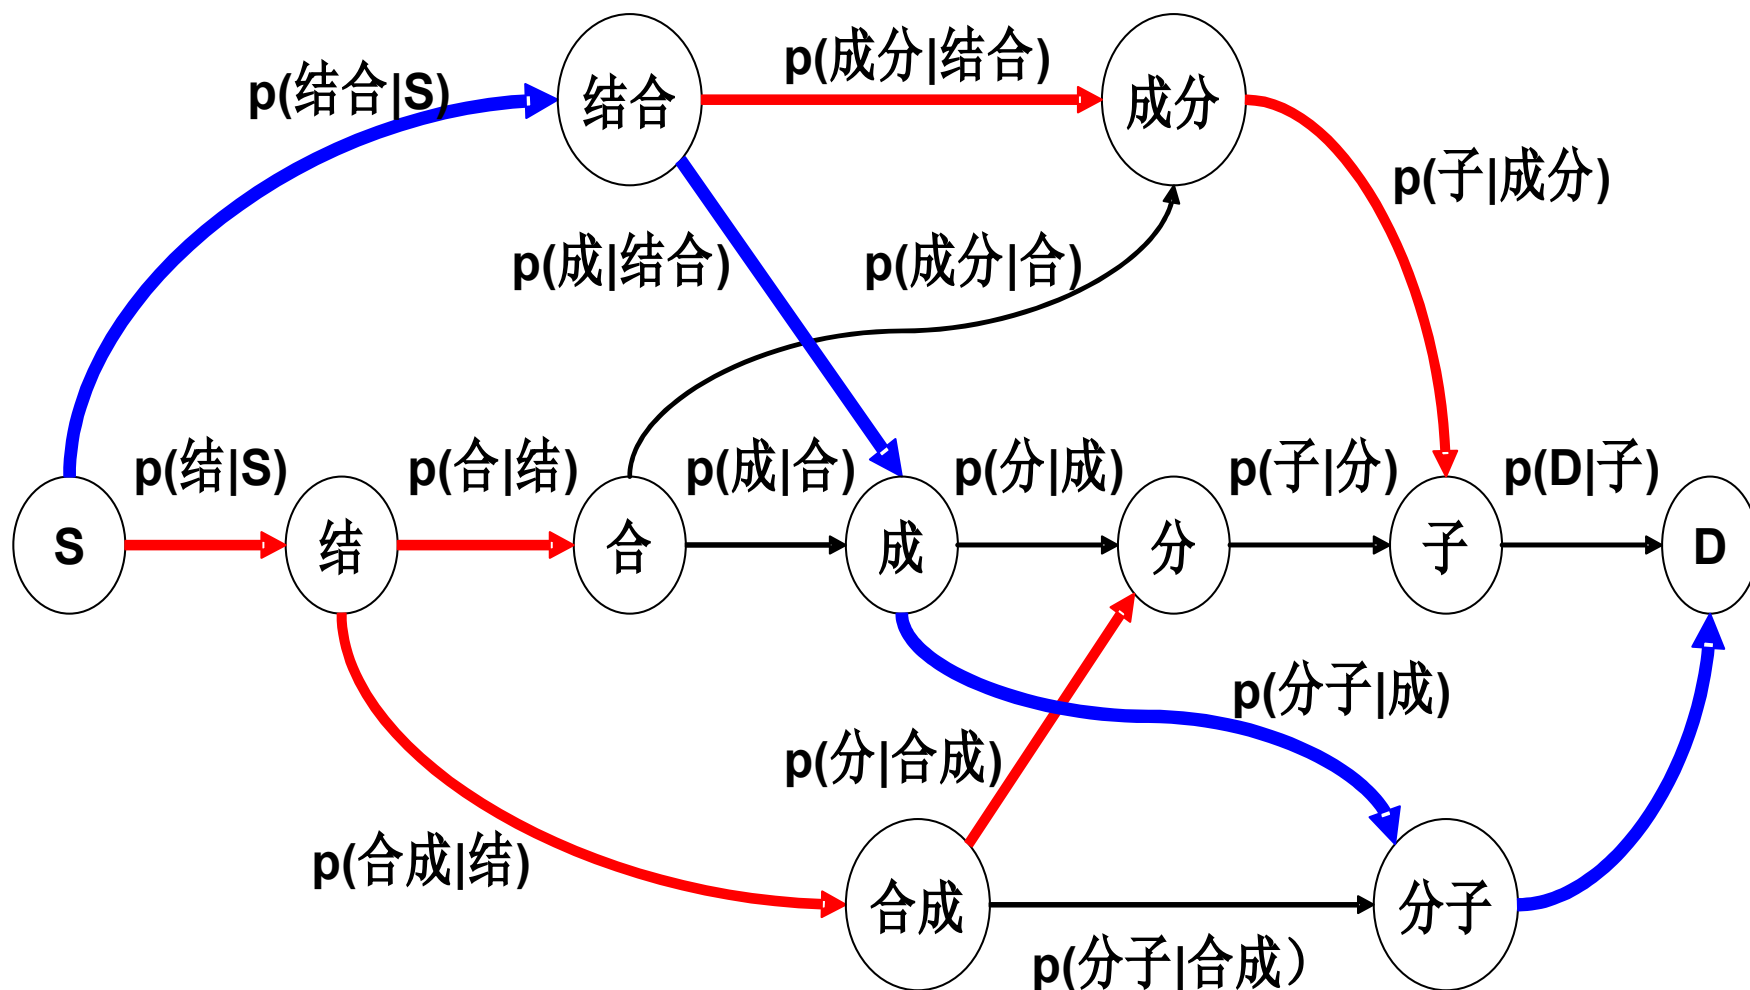 p(结合|S)
结合
p(成分|结合)
成分
p(子|成分)
p(成|结合)
p(成分|合)
p(结|S)
p(合|结)
p(成|合)
p(分|成)
p(子|分)
p(D|子)
S
结
合
成
分
子
D
p(分子|成)
p(分|合成)
p(合成|结)
合成
分子
p(分子|合成）